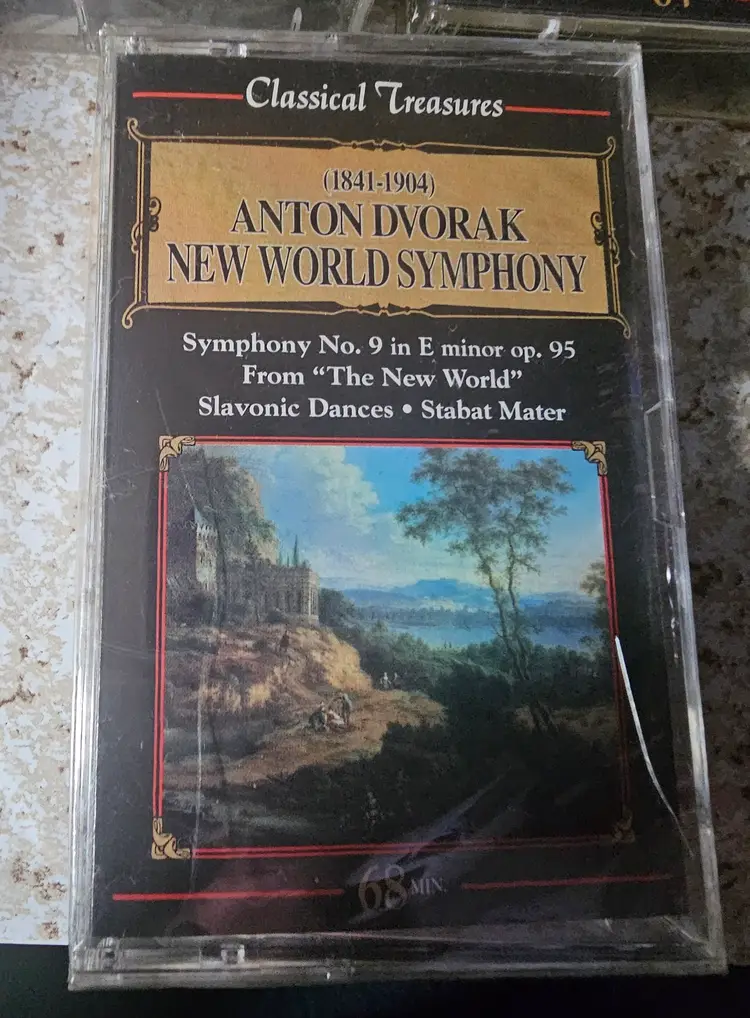 Classical Treasures
(1841-1904)
ANTON DVORAK
NEW WORLD SYMPHONY
Symphony No. 9 in E minor op. 95
From “The New World”
Slavonic Dances • Stabat Mater
68 MIN.